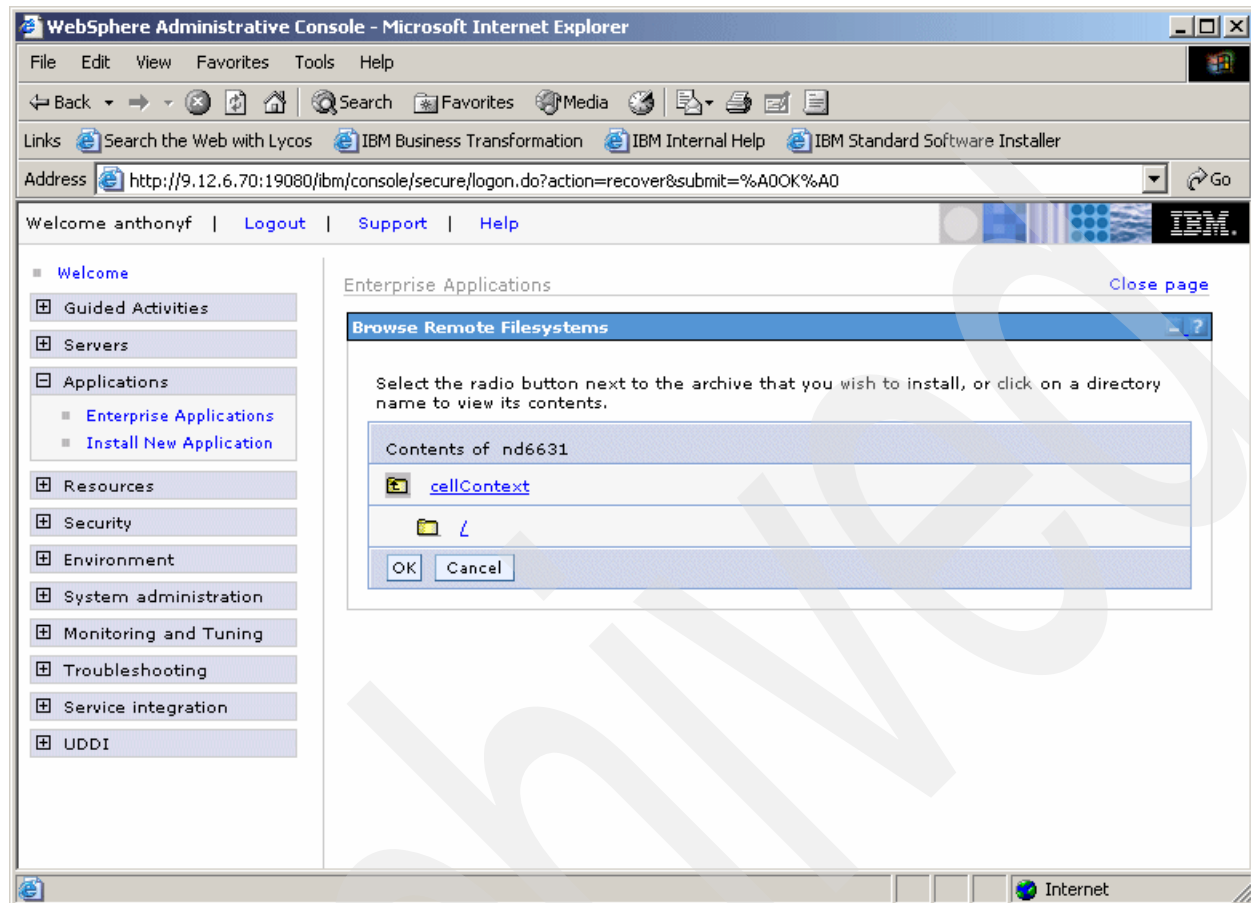 WebSphere Administrative Console - Microsoft Internet Explorer
File Edit View Favorites Tools Help
Back Search Favorites Media
Links Search the Web with Lycos IBM Business Transformation IBM Internal Help IBM Standard Software Installer
Address http://9.12.6.70:19080/ibm/console/secure/logon.do?action=recover&submit=%A0OK%A0 Go
Welcome anthonyf | Logout | Support | Help IBM.
Welcome
Guided Activities
Servers
Applications
Enterprise Applications
Install New Application
Resources
Security
Environment
System administration
Monitoring and Tuning
Troubleshooting
Service integration
UDDI
Enterprise Applications Close page
Browse Remote Filesystems ?
Select the radio button next to the archive that you wish to install, or click on a directory
name to view its contents.
Contents of nd6631
cellContext
/
OK Cancel
Internet